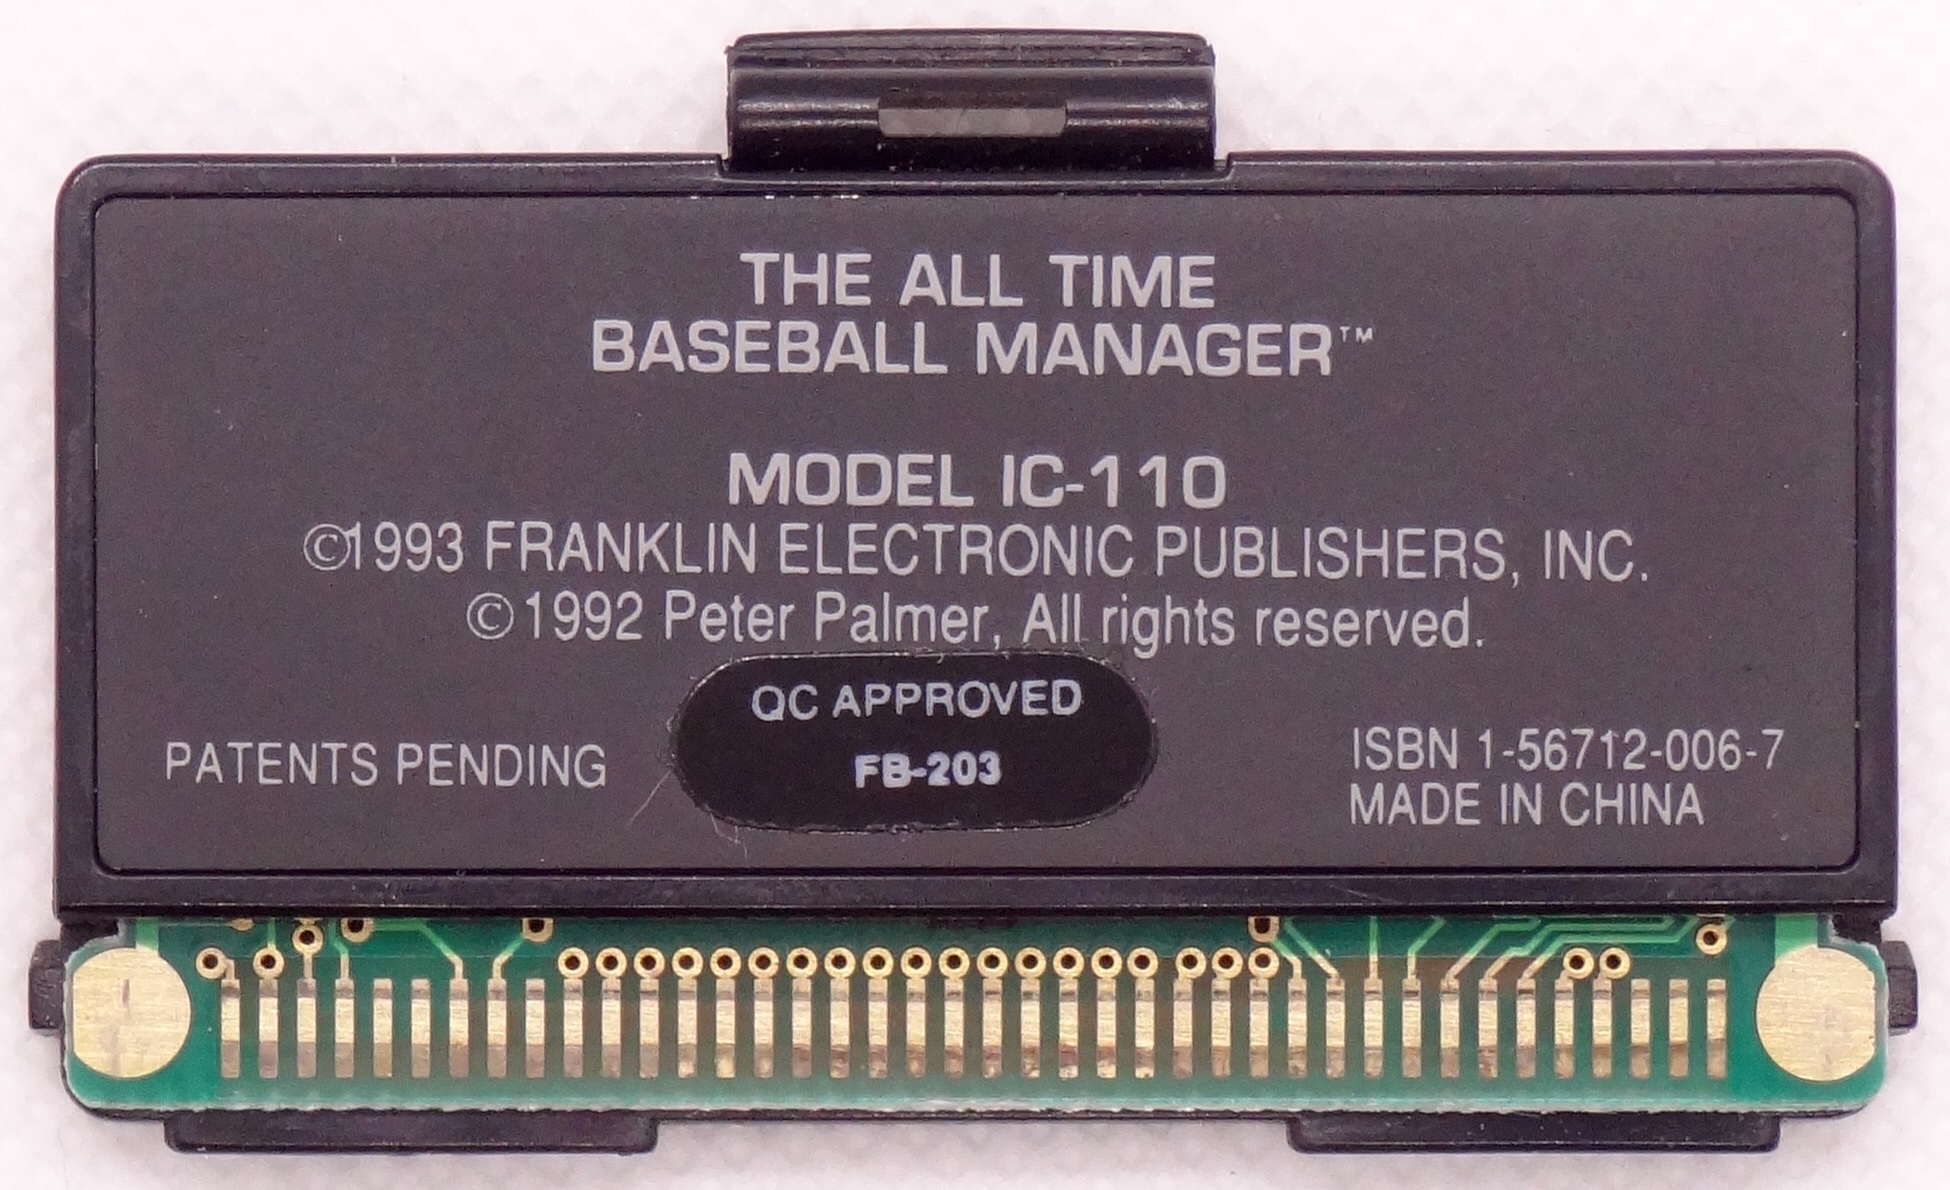 THE ALL TIME
BASEBALL MANAGER™
MODEL IC-110
©1993 FRANKLIN ELECTRONIC PUBLISHERS, INC.
©1992 Peter Palmer, All rights reserved.
QC APPROVED
FB-203
PATENTS PENDING
ISBN 1-56712-006-7
MADE IN CHINA